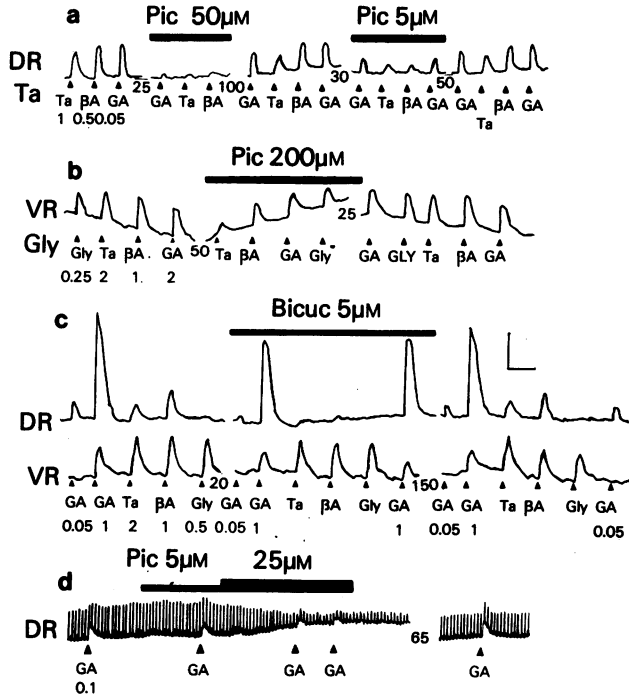 a Pic 50μM Pic 5μM
DR
25 100 30 50
Ta GA Ta βA GA Ta βA GA GA Ta βA GA GA βA GA
Ta βA GA Ta
1 0.50.05
b Pic 200μM
VR
25
Gly 50
Gly Ta βA. GA Ta βA GA Gly GA GLY Ta βA GA
0.25 2 1. 2
c Bicuc 5μM
DR
VR
20 150
GA GA Ta βA Gly GA GA Ta βA Gly GA GA GA Ta βA Gly GA
0.05 1 2 1 0.5 0.05 1 1 0.05 1 0.05
d Pic 5μM 25μM
DR
65
GA GA GA GA GA
0.1